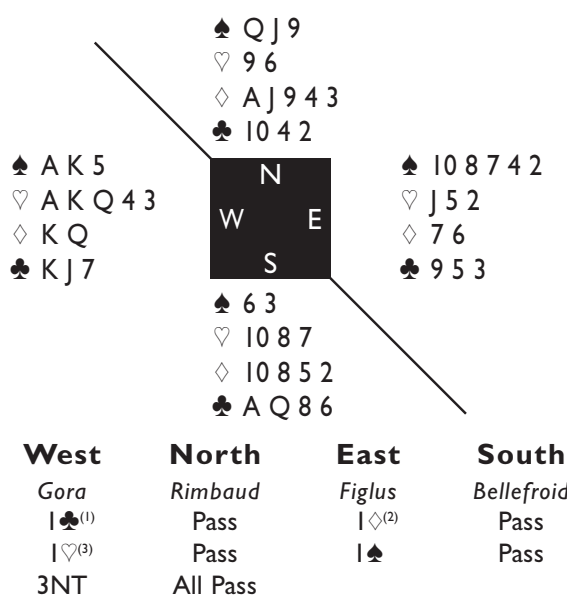 ♠ Q J 9
♡ 9 6
♢ A J 9 4 3
♣ 10 4 2
♠ A K 5
♡ A K Q 4 3
♢ K Q
♣ K J 7
N
W E
S
♠ 10 8 7 4 2
♡ J 5 2
♢ 7 6
♣ 9 5 3
♠ 6 3
♡ 10 8 7
♢ 10 8 5 2
♣ A Q 8 6
West North East South
Gora Rimbaud Figlus Bellefroid
1♣(1) Pass 1♢(2) Pass
1♡(3) Pass 1♠ Pass
3NT All Pass